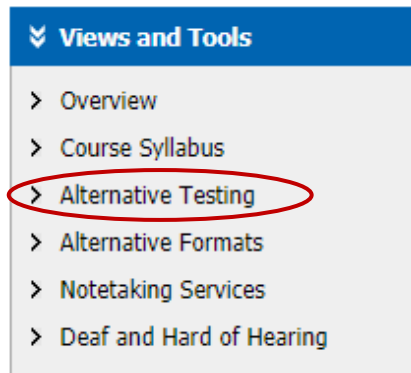 Views and Tools
Overview
Course Syllabus
Alternative Testing
Alternative Formats
Notetaking Services
Deaf and Hard of Hearing